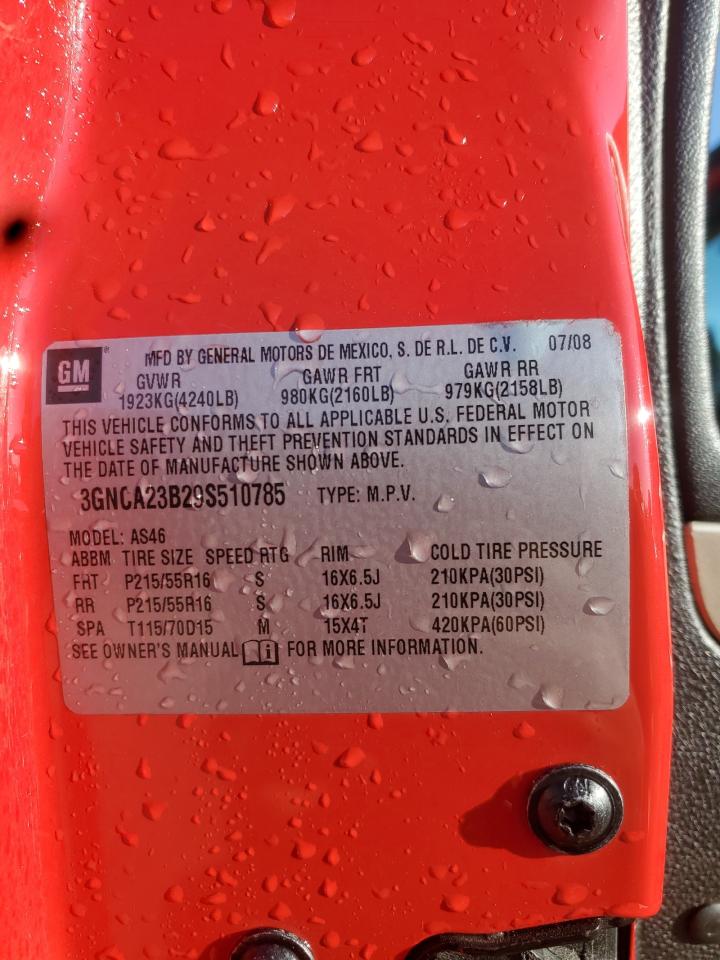 GM ® MFD BY GENERAL MOTORS DE MEXICO, S. DE R.L. DE C.V. 07/08
GVWR GAWR FRT GAWR RR
1923KG(4240LB) 980KG(2160LB) 979KG(2158LB)
THIS VEHICLE CONFORMS TO ALL APPLICABLE U.S. FEDERAL MOTOR
VEHICLE SAFETY AND THEFT PREVENTION STANDARDS IN EFFECT ON
THE DATE OF MANUFACTURE SHOWN ABOVE.
3GNCA23B29S510785 TYPE: M.P.V.
MODEL: AS46
ABBM TIRE SIZE SPEED RTG RIM COLD TIRE PRESSURE
FHT P215/55R16 S 16X6.5J 210KPA(30PSI)
RR P215/55R16 S 16X6.5J 210KPA(30PSI)
SPA T115/70D15 M 15X4T 420KPA(60PSI)
SEE OWNER'S MANUAL i FOR MORE INFORMATION.